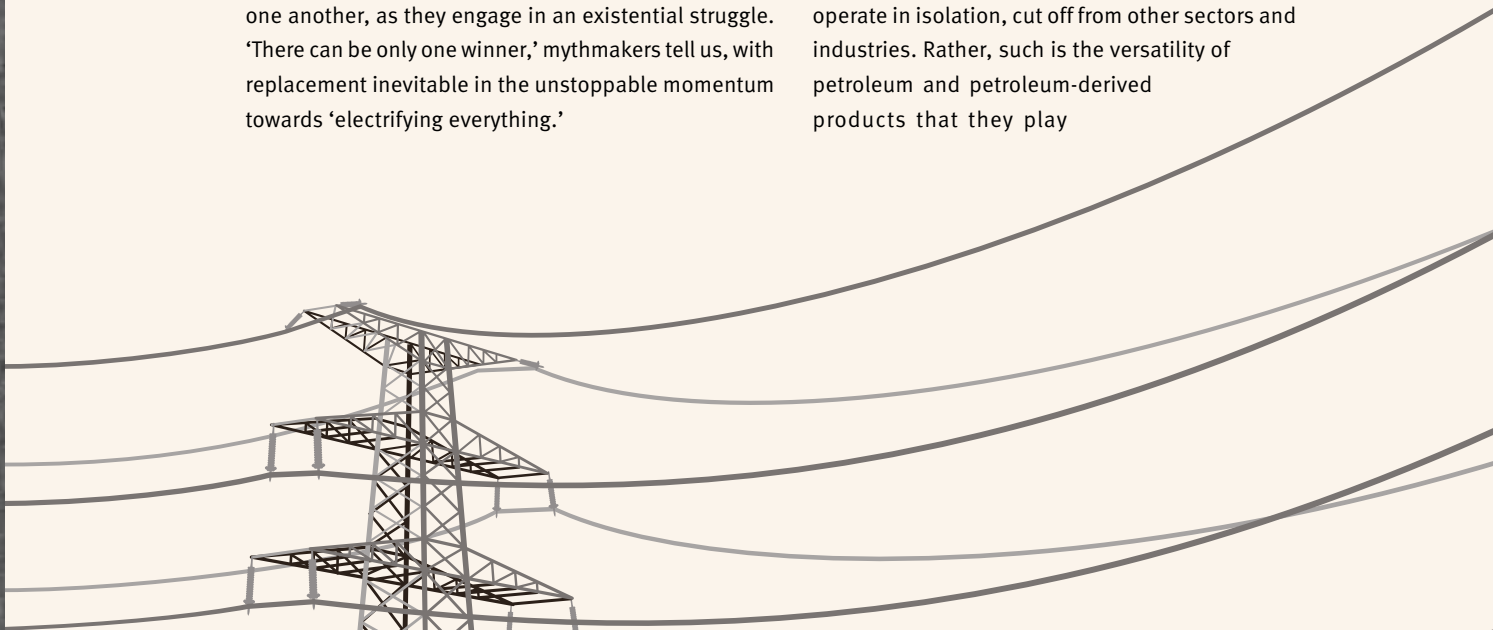 one another, as they engage in an existential struggle.
‘There can be only one winner,’ mythmakers tell us, with
replacement inevitable in the unstoppable momentum
towards ‘electrifying everything.’
operate in isolation, cut off from other sectors and
industries. Rather, such is the versatility of
petroleum and petroleum-derived
products that they play